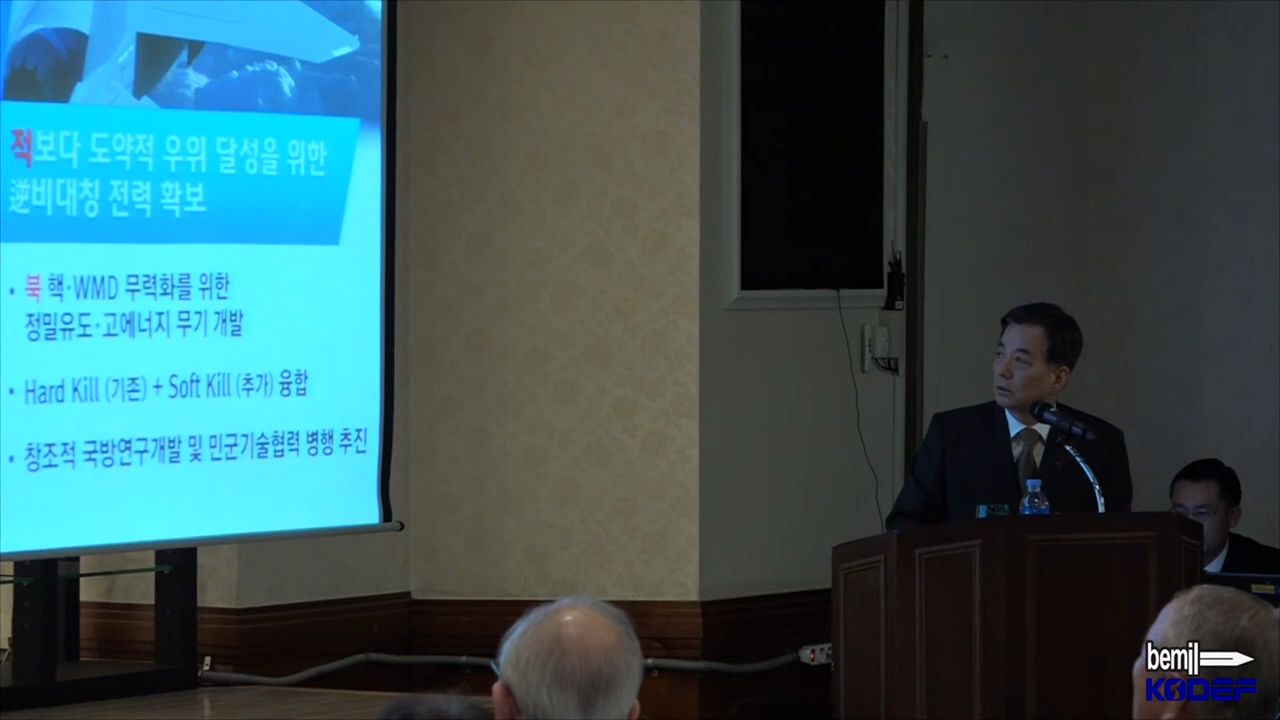 적보다 도약적 우위 달성을 위한
逆비대칭 전력 확보
• 북 핵·WMD 무력화를 위한
정밀유도·고에너지 무기 개발
• Hard Kill (기존) + Soft Kill (추가) 융합
• 창조적 국방연구개발 및 민군기술협력 병행 추진
bemil
KODEF